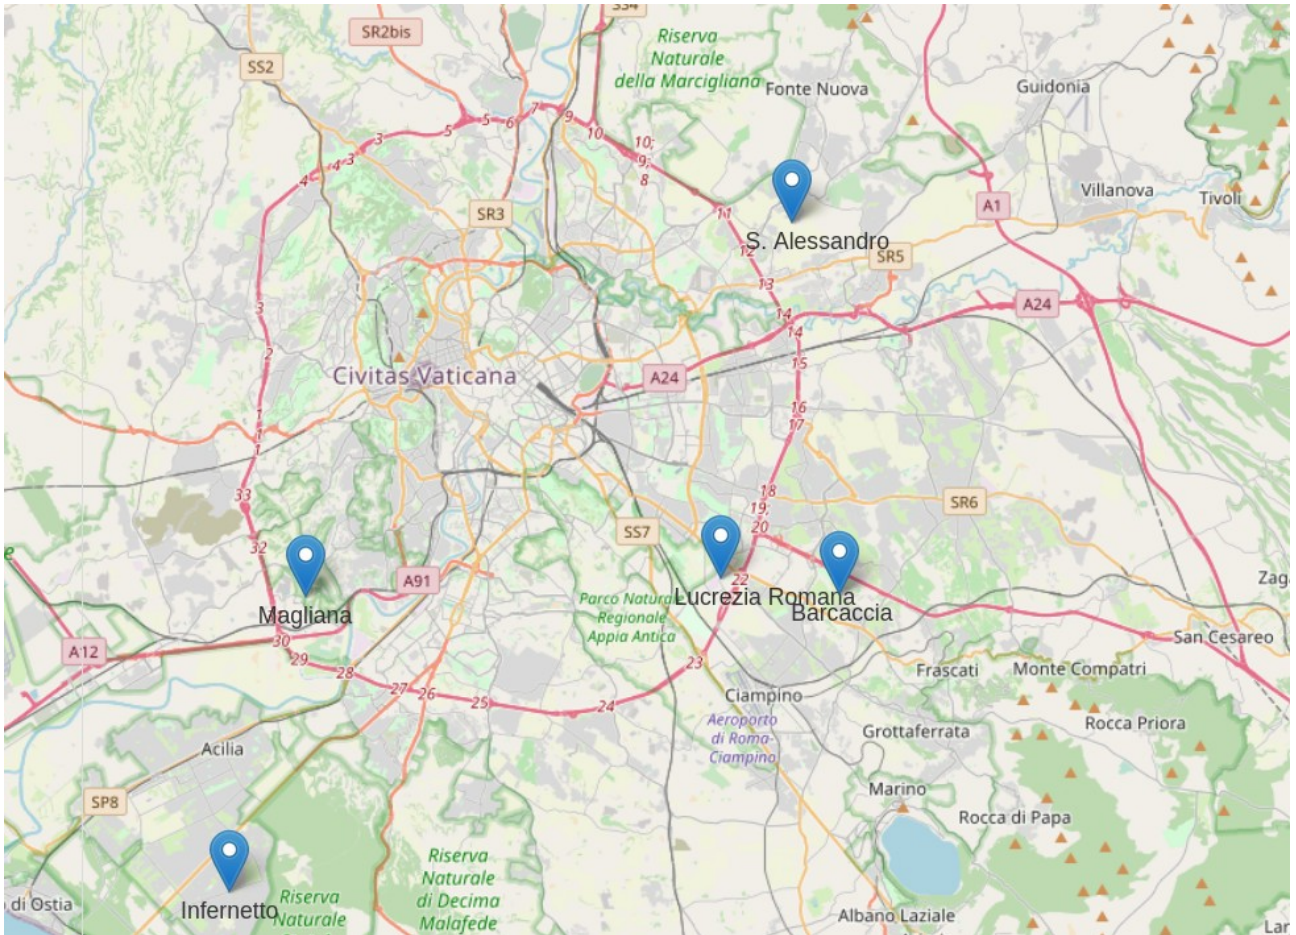 SS4
SR2bis
Riserva
Naturale
della Marcigliana
SS2
Fonte Nuova
Guidonia
7
9
5
6
5
10
3
10;
9;
8
3
4
4
Villanova
Tivoli
A1
11
SR3
S. Alessandro
12
SR5
13
3
A24
14
14
2
15
Civitas Vaticana
A24
16
17
1
1
1
33
18
19;
20
SR6
SS7
32
22
A91
Zaga
Magliana
Lucrezia Romana
Barcaccia
Parco Natura
Regionale
Appia Antica
30
A12
29
San Cesareo
28
23
Frascati
Monte Compatri
27
26
25
24
Ciampino
Aeroporto
di Roma-
Ciampino
Rocca Priora
Grottaferrata
Acilia
Marino
SP8
Rocca di Papa
Riserva
Naturale
di Decima
Malafede
Infernetto
Riserva
Naturale
di Ostia
Albano Laziale
Lar